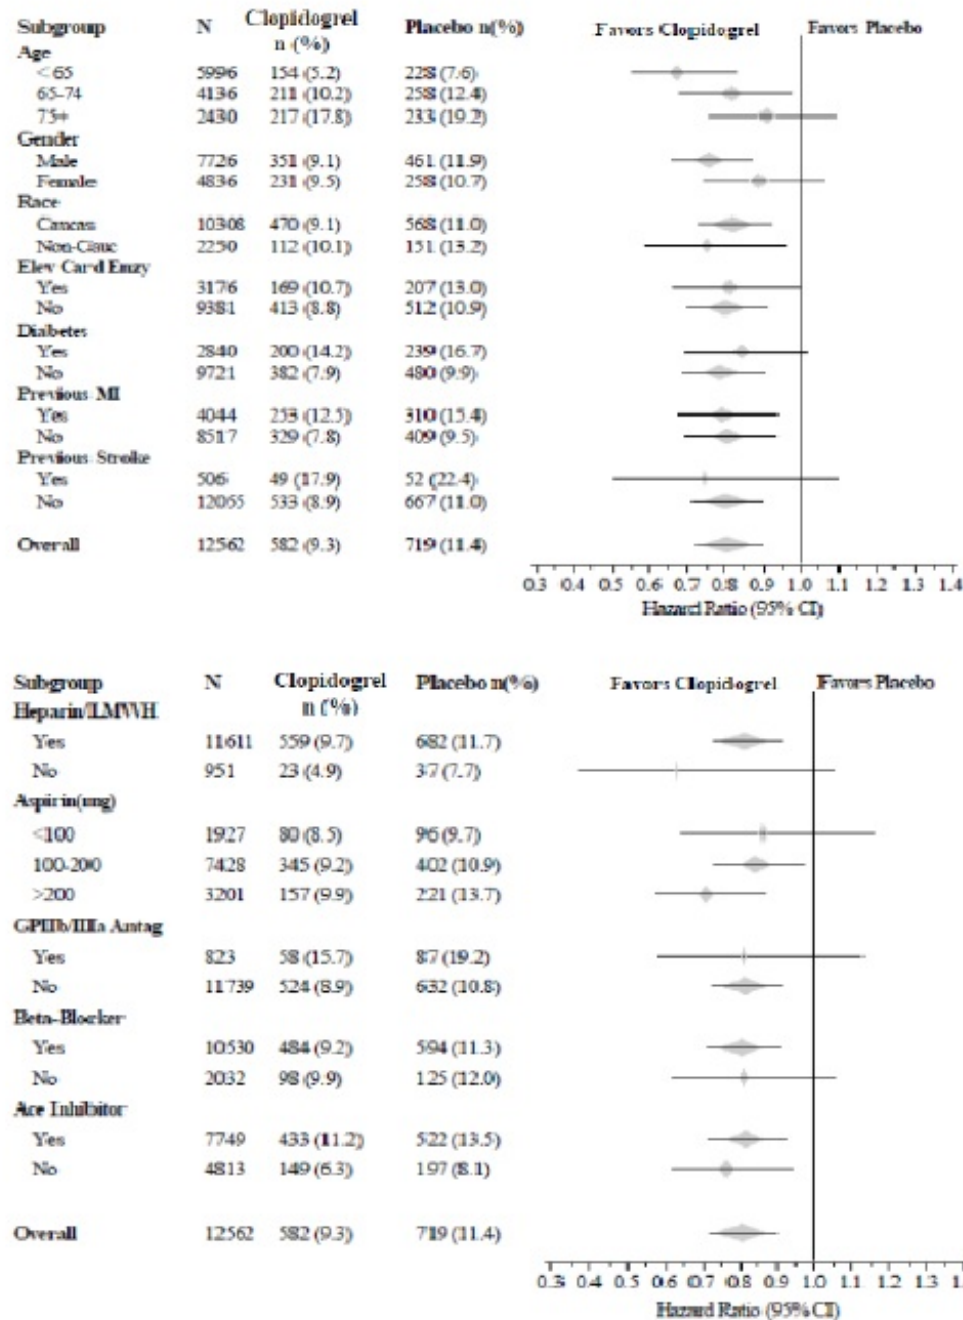 Subgroup N Clopidogrel n (%) Placebo n(%) Favors Clopidogrel Favors Placebo
Age
<65 5996 154 (5.2) 228 (7.6)
65-74 4136 211 (10.2) 258 (12.4)
75+ 2430 217 (17.8) 233 (19.2)
Gender
Male 7726 351 (9.1) 461 (11.9)
Female 4836 231 (9.5) 258 (10.7)
Race
Caucas 10308 470 (9.1) 568 (11.0)
Non-Cauc 2250 112 (10.1) 151 (13.2)
Elev Card Enzy
Yes 3176 169 (10.7) 207 (13.0)
No 9381 413 (8.8) 512 (10.9)
Diabetes
Yes 2840 200 (14.2) 239 (16.7)
No 9721 382 (7.9) 480 (9.9)
Previous MI
Yes 4044 253 (12.5) 310 (15.4)
No 8517 329 (7.8) 409 (9.5)
Previous Stroke
Yes 506 49 (17.9) 52 (22.4)
No 12055 533 (8.9) 667 (11.0)
Overall 12562 582 (9.3) 719 (11.4)
0.3 0.4 0.5 0.6 0.7 0.8 0.9 1.0 1.1 1.2 1.3 1.4
Hazard Ratio (95% CI)
Subgroup N Clopidogrel n (%) Placebo n(%) Favors Clopidogrel Favors Placebo
Heparin/LMWH
Yes 11611 559 (9.7) 682 (11.7)
No 951 23 (4.9) 37 (7.7)
Aspirin(mg)
<100 1927 80 (8.5) 96 (9.7)
100-200 7428 345 (9.2) 402 (10.9)
>200 3201 157 (9.9) 221 (13.7)
GPIIb/IIIa Antag
Yes 823 58 (15.7) 87 (19.2)
No 11739 524 (8.9) 632 (10.8)
Beta-Blocker
Yes 10530 484 (9.2) 594 (11.3)
No 2032 98 (9.9) 125 (12.0)
Ace Inhibitor
Yes 7749 433 (11.2) 522 (13.5)
No 4813 149 (6.3) 197 (8.1)
Overall 12562 582 (9.3) 719 (11.4)
0.3 0.4 0.5 0.6 0.7 0.8 0.9 1.0 1.1 1.2 1.3
Hazard Ratio (95% CI)